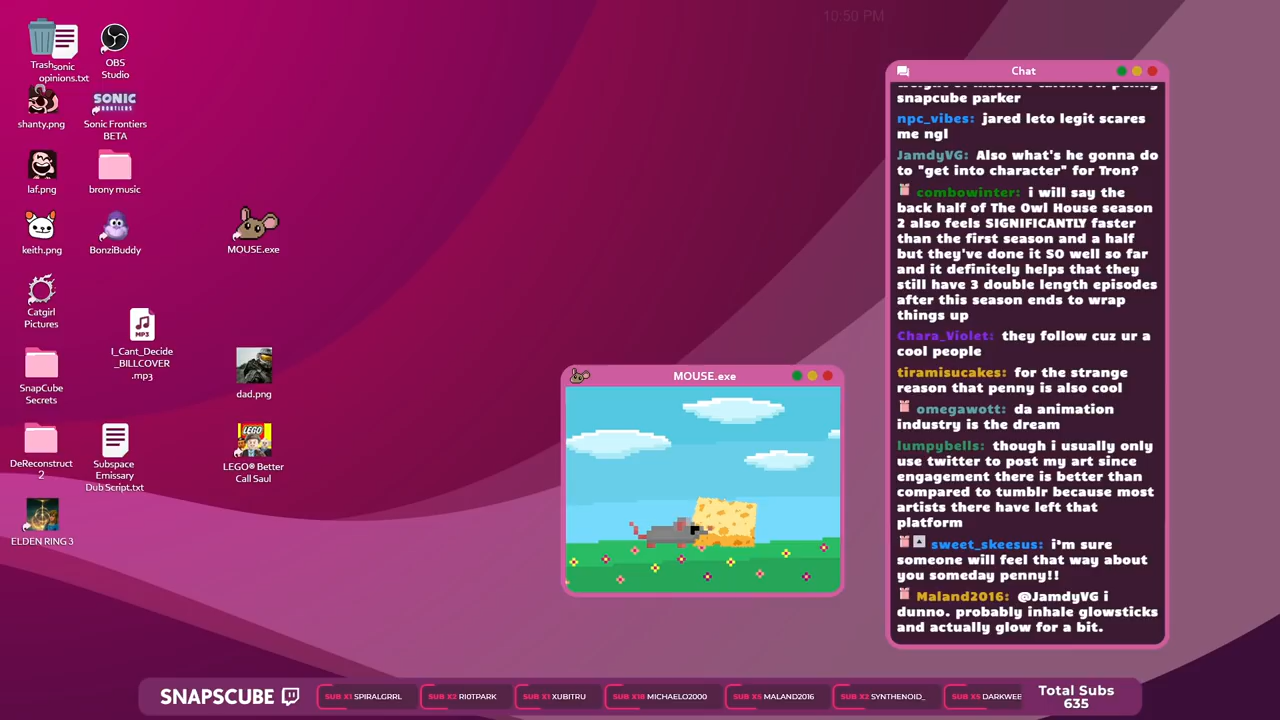 10:50 PM
Trash
sonic
opinions.txt
OBS
Studio
shanty.png
SONIC
FRONTIERS
Sonic Frontiers
BETA
laf.png
brony music
keith.png
BonziBuddy
MOUSE.exe
Catgirl
Pictures
MP3
I_Cant_Decide
_BILLCOVER
.mp3
SnapCube
Secrets
dad.png
DeReconstruct
2
Subspace
Emissary
Dub Script.txt
LEGO
LEGO® Better
Call Saul
ELDEN RING 3
MOUSE.exe
Chat
snapcube parker
npc_vibes: jared leto legit scares
me ngl
JamdyVG: Also what's he gonna do
to "get into character" for Tron?
combowinter: i will say the
back half of The Owl House season
2 also feels SIGNIFICANTLY faster
than the first season and a half
but they've done it SO well so far
and it definitely helps that they
still have 3 double length episodes
after this season ends to wrap
things up
Chara_Violet: they follow cuz ur a
cool people
tiramisucakes: for the strange
reason that penny is also cool
omegawott: da animation
industry is the dream
lumpybells: though i usually only
use twitter to post my art since
engagement there is better than
compared to tumblr because most
artists there have left that
platform
sweet_skeesus: i'm sure
someone will feel that way about
you someday penny!!
Maland2016: @JamdyVG i
dunno. probably inhale glowsticks
and actually glow for a bit.
SNAPSCUBE
SUB X1 SPIRALGRRL
SUB X2 RI0TPARK
SUB X1 XUBITRU
SUB X18 MICHAELO2000
SUB X5 MALAND2016
SUB X2 SYNTHENOID_
SUB X5 DARKWEB
Total Subs
635